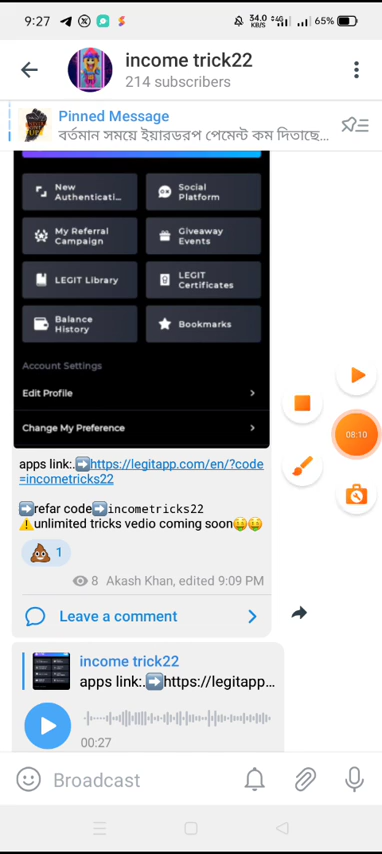 9:27
34.0 KB/S
4G
65%
income trick22
214 subscribers
Pinned Message
বর্তমান সময়ে ইয়ারডরপ পেমেন্ট কম দিতাছে...
New Authenticati...
Social Platform
My Referral Campaign
Giveaway Events
LEGIT Library
LEGIT Certificates
Balance History
Bookmarks
Account Settings
Edit Profile
Change My Preference
08:10
apps link:.➡️https://legitapp.com/en/?code
=incometricks22
➡️refar code➡️incometricks22
⚠️unlimited tricks vedio coming soon🤑🤑
💩 1
8 Akash Khan, edited 9:09 PM
Leave a comment
income trick22
apps link:.➡️https://legitapp...
00:27
Broadcast